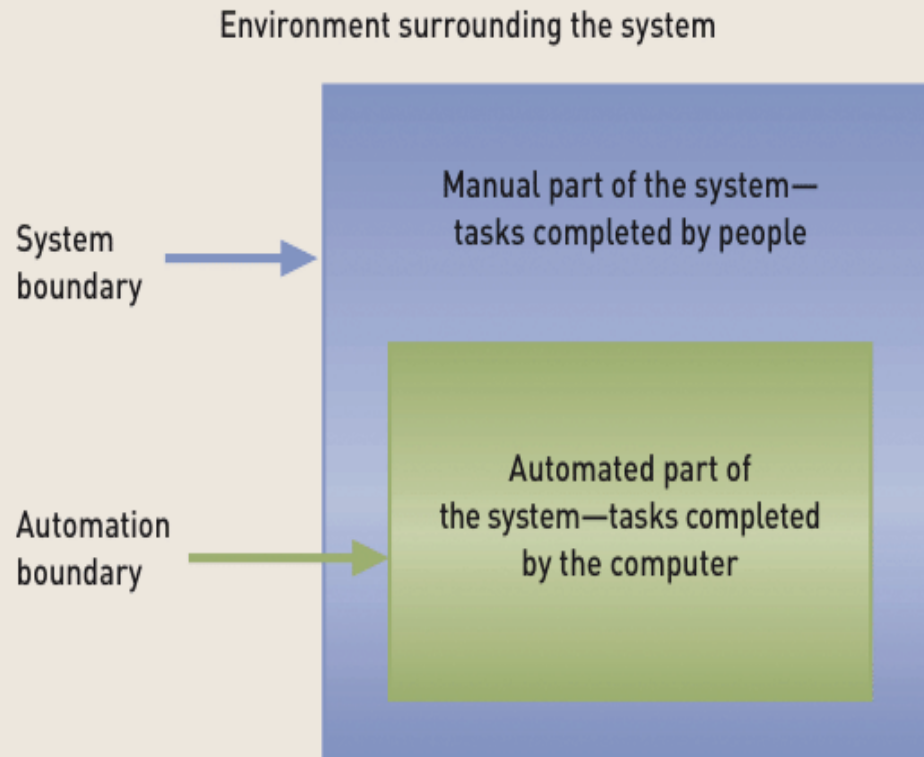 Environment surrounding the system
Manual part of the system—
tasks completed by people
System
boundary
Automated part of
the system—tasks completed
by the computer
Automation
boundary